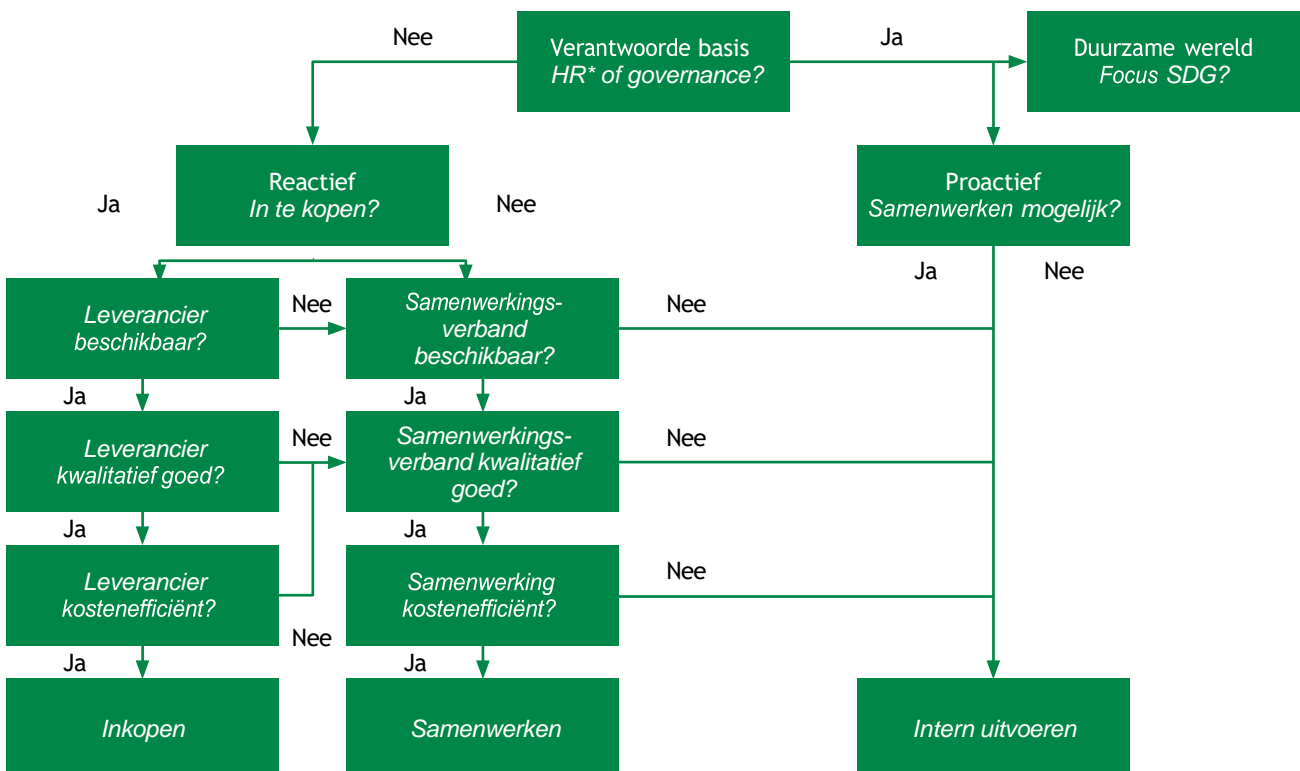 Nee
Verantwoorde basis
HR* of governance?
Ja
Duurzame wereld
Focus SDG?
Ja
Reactief
In te kopen?
Nee
Proactief
Samenwerken mogelijk?
Ja
Nee
Leverancier
beschikbaar?
Nee
Samenwerkings-
verband
beschikbaar?
Nee
Ja
Ja
Leverancier
kwalitatief goed?
Nee
Samenwerkings-
verband kwalitatief
goed?
Nee
Ja
Ja
Leverancier
kostenefficiënt?
Nee
Samenwerking
kostenefficiënt?
Nee
Ja
Ja
Inkopen
Samenwerken
Intern uitvoeren